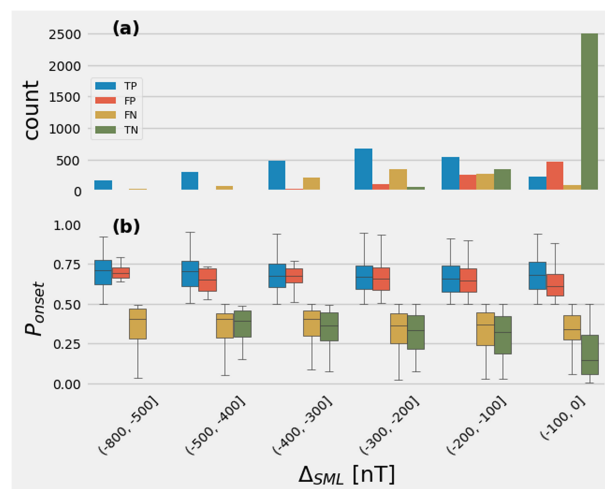 (a)
2500
2000
1500
1000
500
0
count
TP
FP
FN
TN
(b)
1.00
0.75
0.50
0.25
0.00
P_onset
(-800, -500]
(-500, -400]
(-400, -300]
(-300, -200]
(-200, -100]
(-100, 0]
Δ_SML [nT]